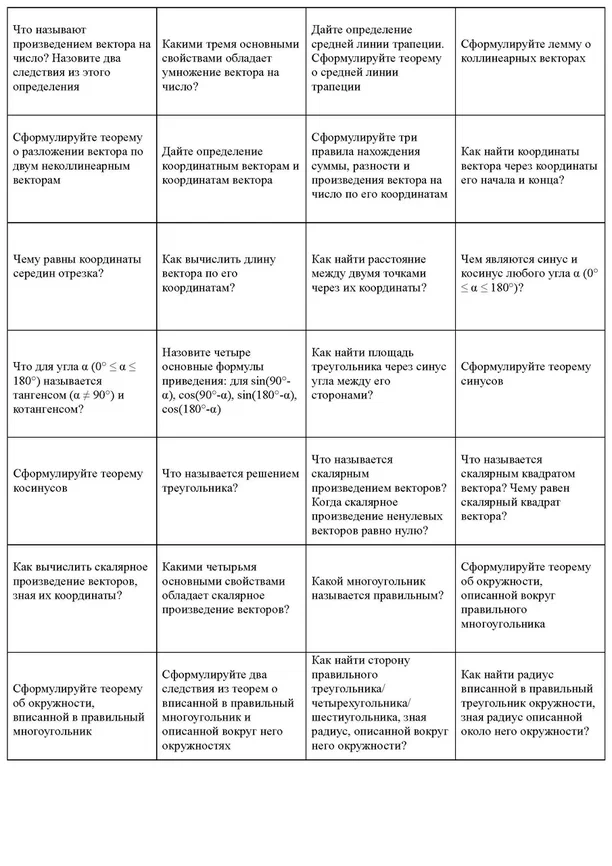 Что называют
произведением вектора на
число? Назовите два
следствия из этого
определения
Какими тремя основными
свойствами обладает
умножение вектора на
число?
Дайте определение
средней линии трапеции.
Сформулируйте теорему
о средней линии
трапеции
Сформулируйте лемму о
коллинеарных векторах
Сформулируйте теорему
о разложении вектора по
двум неколлинеарным
векторам
Дайте определение
координатным векторам и
координатам вектора
Сформулируйте три
правила нахождения
суммы, разности и
произведения вектора на
число по его координатам
Как найти координаты
вектора через координаты
его начала и конца?
Чему равны координаты
середин отрезка?
Как вычислить длину
вектора по его
координатам?
Как найти расстояние
между двумя точками
через их координаты?
Чем являются синус и
косинус любого угла α (0°
≤ α ≤ 180°)?
Что для угла α (0° ≤ α ≤
180°) называется
тангенсом (α ≠ 90°) и
котангенсом?
Назовите четыре
основные формулы
приведения: для sin(90°-
α), cos(90°-α), sin(180°-α),
cos(180°-α)
Как найти площадь
треугольника через синус
угла между его
сторонами?
Сформулируйте теорему
синусов
Сформулируйте теорему
косинусов
Что называется решением
треугольника?
Что называется
скалярным
произведением векторов?
Когда скалярное
произведение ненулевых
векторов равно нулю?
Что называется
скалярным квадратом
вектора? Чему равен
скалярный квадрат
вектора?
Как вычислить скалярное
произведение векторов,
зная их координаты?
Какими четырьмя
основными свойствами
обладает скалярное
произведение векторов?
Какой многоугольник
называется правильным?
Сформулируйте теорему
об окружности,
описанной вокруг
правильного
многоугольника
Сформулируйте теорему
об окружности,
вписанной в правильный
многоугольник
Сформулируйте два
следствия из теорем о
вписанной в правильный
многоугольник и
описанной вокруг него
окружностях
Как найти сторону
правильного
треугольника/
четырехугольника/
шестиугольника, зная
радиус, описанной вокруг
него окружности?
Как найти радиус
вписанной в правильный
треугольник окружности,
зная радиус описанной
около него окружности?